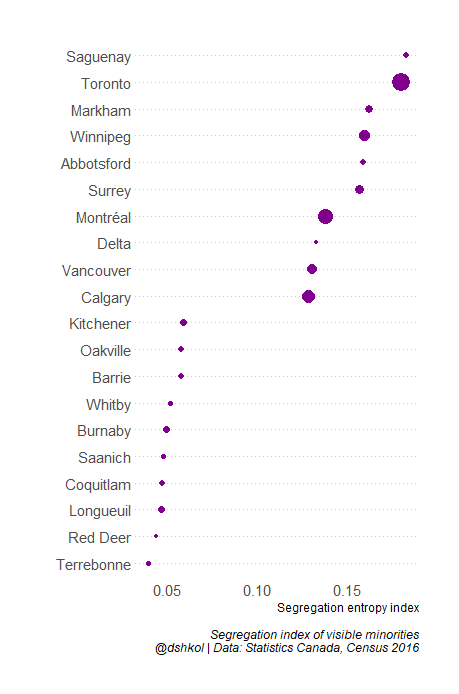 Saguenay
Toronto
Markham
Winnipeg
Abbotsford
Surrey
Montréal
Delta
Vancouver
Calgary
Kitchener
Oakville
Barrie
Whitby
Burnaby
Saanich
Coquitlam
Longueuil
Red Deer
Terrebonne
0.05 0.10 0.15
Segregation entropy index
Segregation index of visible minorities
@dshkol | Data: Statistics Canada, Census 2016